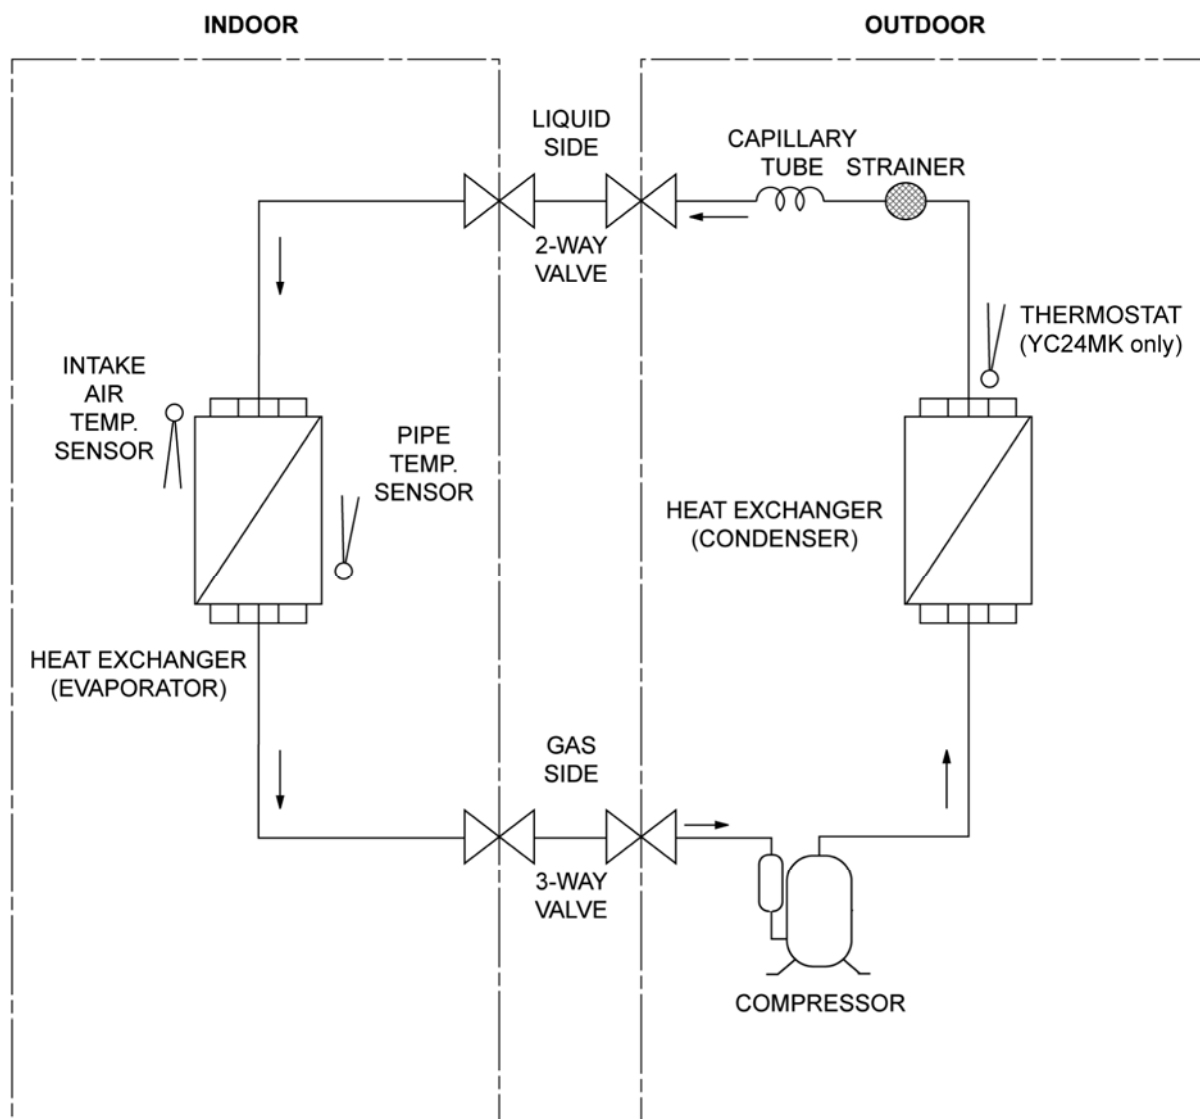 INDOOR
OUTDOOR
LIQUID
SIDE
CAPILLARY
TUBE
STRAINER
2-WAY
VALVE
THERMOSTAT
(YC24MK only)
INTAKE
AIR
TEMP.
SENSOR
PIPE
TEMP.
SENSOR
HEAT EXCHANGER
(CONDENSER)
HEAT EXCHANGER
(EVAPORATOR)
GAS
SIDE
3-WAY
VALVE
COMPRESSOR